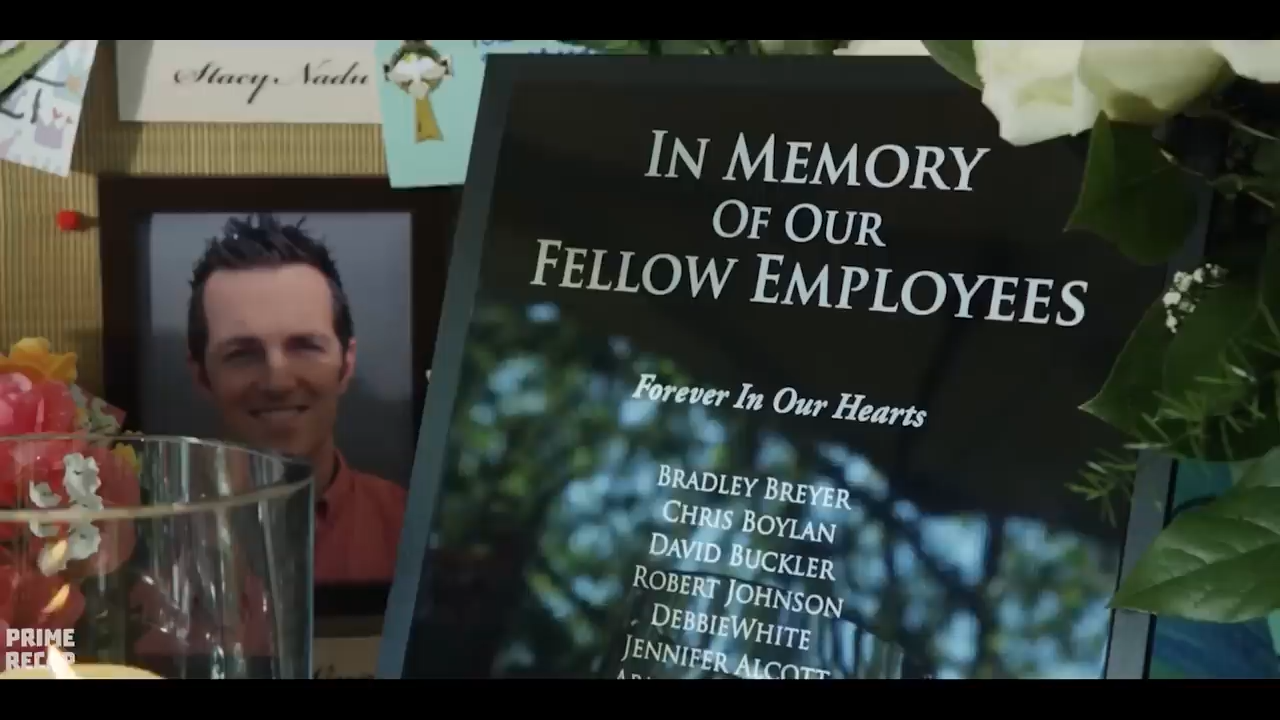 Stacy Nadu
IN MEMORY
OF OUR
FELLOW EMPLOYEES
Forever In Our Hearts
BRADLEY BREYER
CHRIS BOYLAN
DAVID BUCKLER
ROBERT JOHNSON
DEBBIEWHITE
JENNIFER ALCOTT
PRIME
RECAP